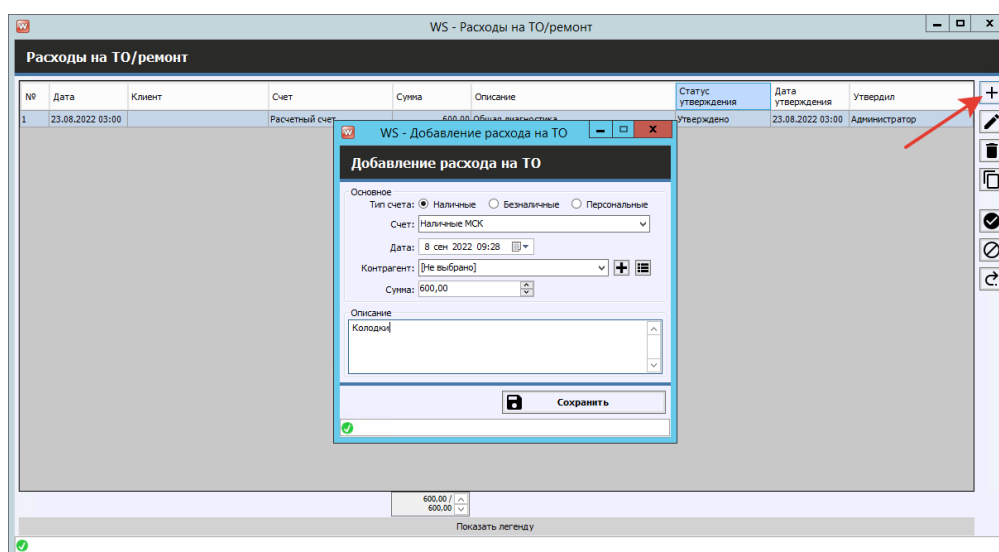 WS - Расходы на ТО/ремонт
Расходы на ТО/ремонт
№ Дата Клиент Счет Сумма Описание Статус утверждения Дата утверждения Утвердил
1 23.08.2022 03:00 Расчетный счет 600,00 Общая диагностика Утверждено 23.08.2022 03:00 Администратор
WS - Добавление расхода на ТО
Добавление расхода на ТО
Основное
Тип счета: Наличные Безналичные Персональные
Счет: Наличные МСК
Дата: 8 сен 2022 09:28
Контрагент: [Не выбрано]
Сумма: 600,00
Описание
Колодки
Сохранить
600,00 /
600,00
Показать легенду